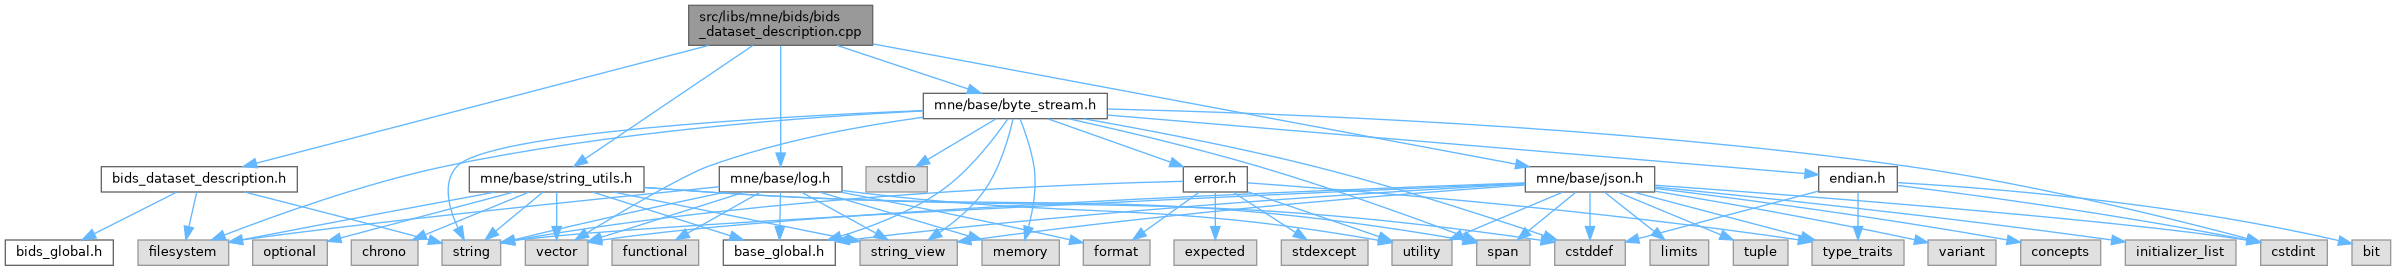 src/libs/mne/bids/bids
_dataset_description.cpp
mne/base/byte_stream.h
bids_dataset_description.h
mne/base/string_utils.h
mne/base/log.h
cstdio
error.h
mne/base/json.h
endian.h
bids_global.h
filesystem
optional
chrono
string
vector
functional
base_global.h
string_view
memory
format
expected
stdexcept
utility
span
cstddef
limits
tuple
type_traits
variant
concepts
initializer_list
cstdint
bit